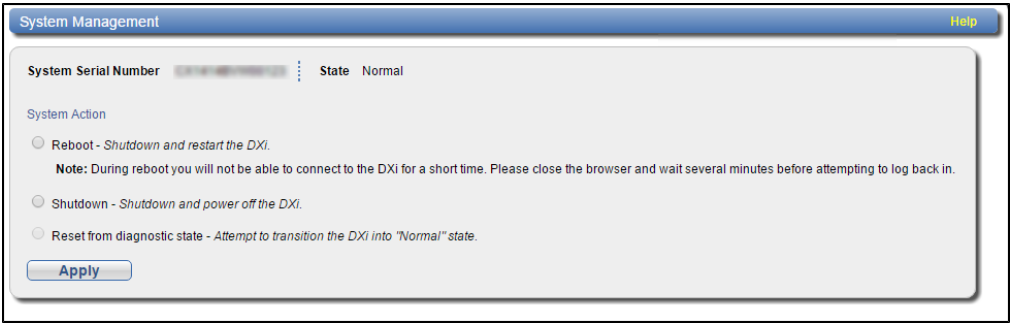 System Management Help
System Serial Number State Normal
System Action
Reboot - Shutdown and restart the DXi.
Note: During reboot you will not be able to connect to the DXi for a short time. Please close the browser and wait several minutes before attempting to log back in.
Shutdown - Shutdown and power off the DXi.
Reset from diagnostic state - Attempt to transition the DXi into "Normal" state.
Apply